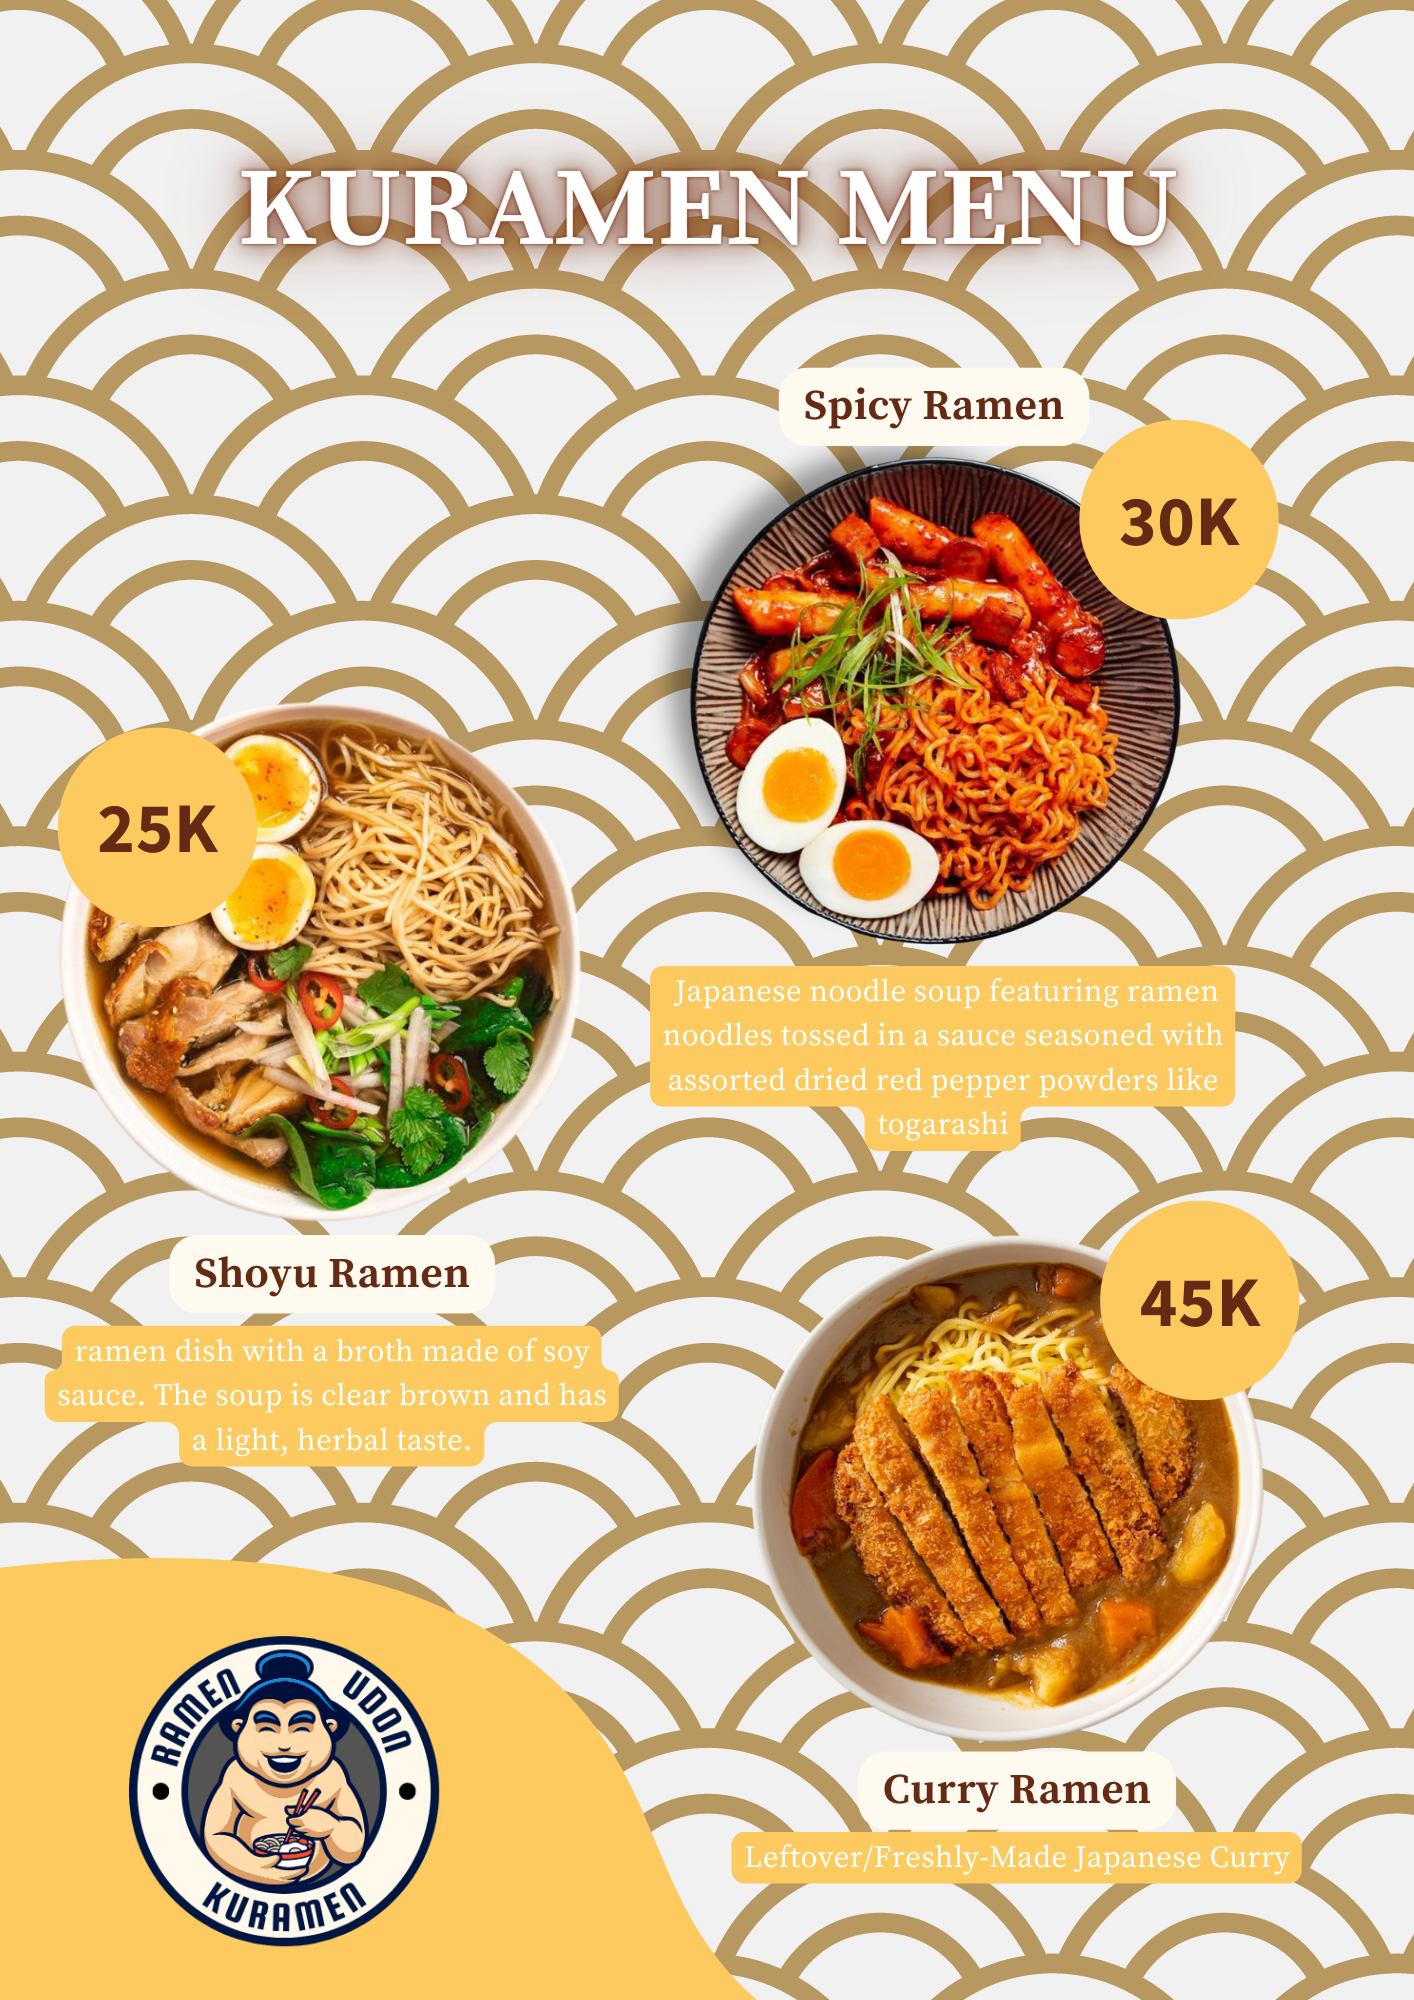 KURAMEN MENU
Spicy Ramen
30K
Japanese noodle soup featuring ramen
noodles tossed in a sauce seasoned with
assorted dried red pepper powders like
togarashi
25K
Shoyu Ramen
ramen dish with a broth made of soy
sauce. The soup is clear brown and has
a light, herbal taste.
45K
Curry Ramen
Leftover/Freshly-Made Japanese Curry
RAMEN UDON
KURAMEN